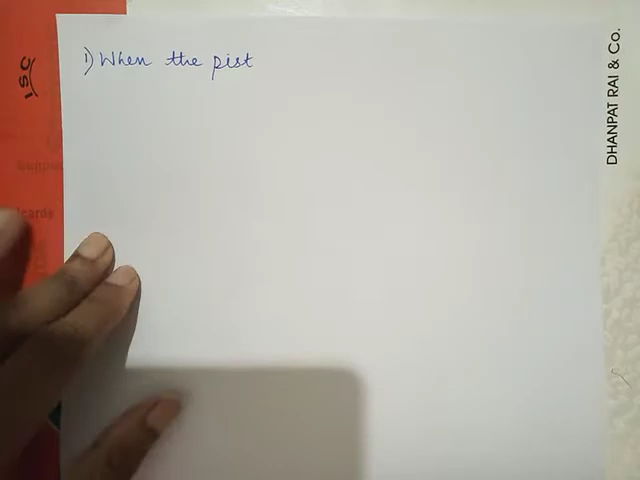 1) When the pist
DHANPAT RAI & Co.
ISC